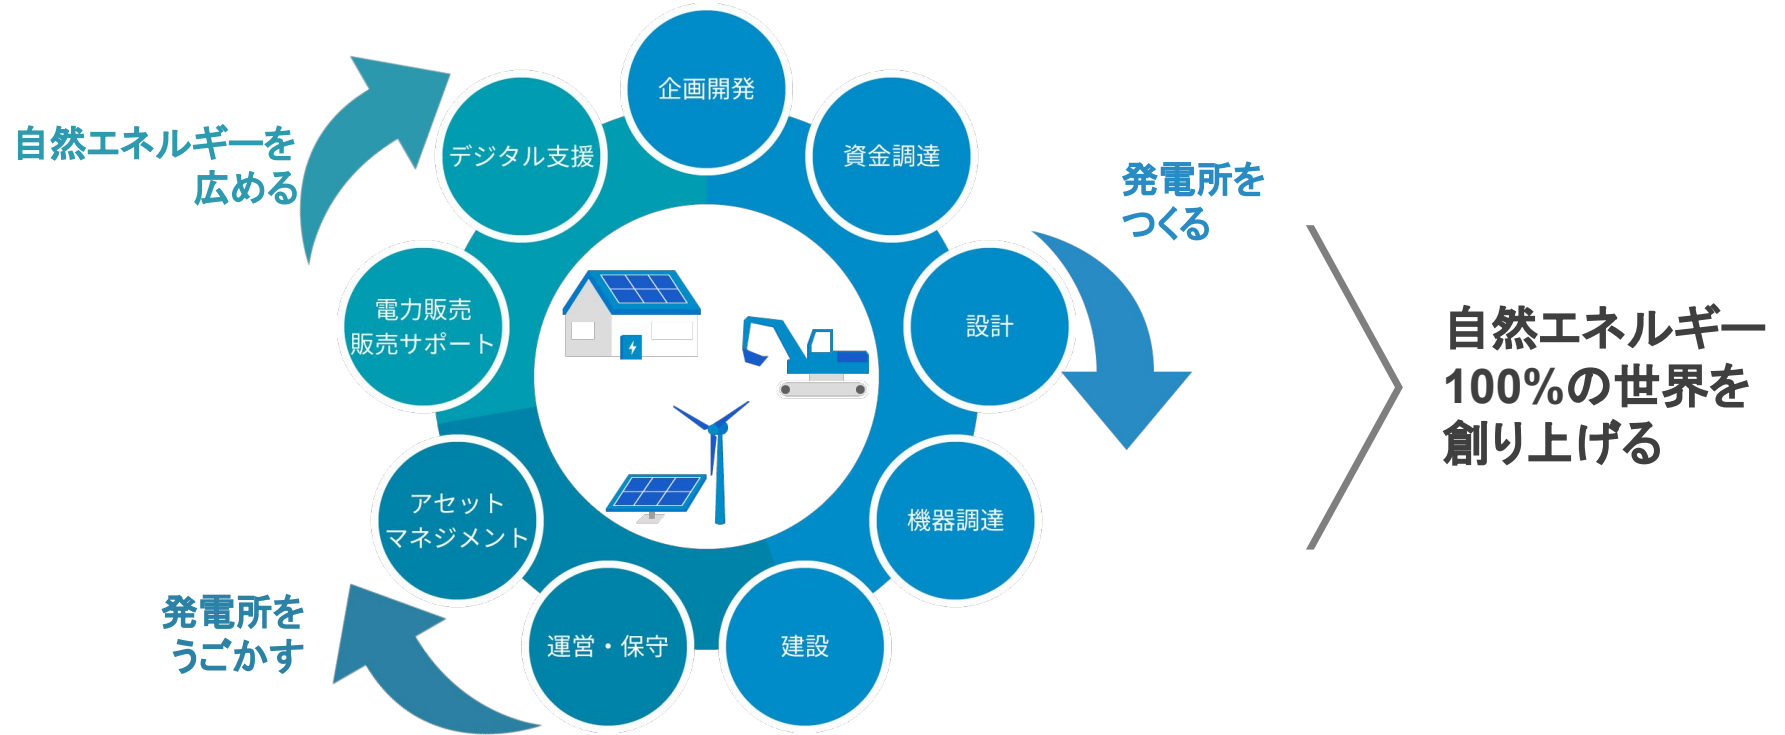 企画開発
資金調達
設計
機器調達
建設
運営・保守
アセット
マネジメント
電力販売
販売サポート
デジタル支援
発電所を
つくる
発電所を
うごかす
自然エネルギーを
広める
自然エネルギー
100%の世界を
創り上げる